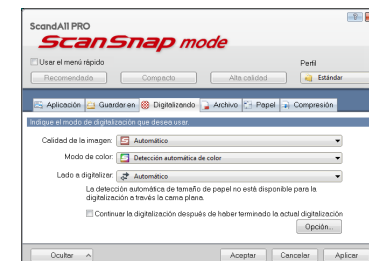 ScandAll PRO
ScanSnap mode
Usar el menú rápido
Perfil
Recomendada Compacto Alta calidad Estándar
Aplicación Guardar en Digitalizando Archivo Papel Compresión
Indique el modo de digitalización que desea usar.
Calidad de la imagen: Automático
Modo de color: Detección automática de color
Lado a digitalizar: Automático
La detección automática de tamaño de papel no está disponible para la
digitalización a través la cama plana.
Continuar la digitalización después de haber terminado la actual digitalización
Opción...
Ocultar Aceptar Cancelar Aplicar